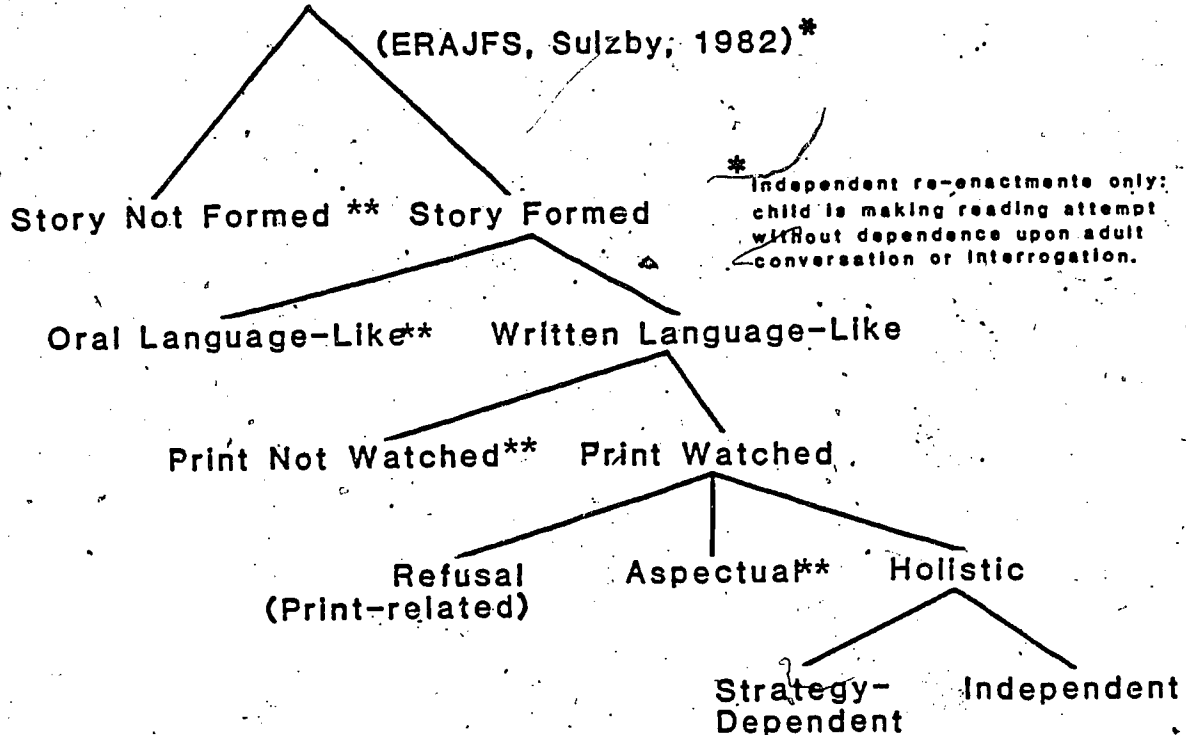 (ERAJFS, Sulzby, 1982)*
Story Not Formed ** Story Formed
* Independent re-enactments only:
child is making reading attempt
without dependence upon adult
conversation or interrogation.
Oral Language-Like** Written Language-Like
Print Not Watched** Print Watched
Refusal
(Print-related)
Aspectual** Holistic
Strategy-
Dependent
Independent